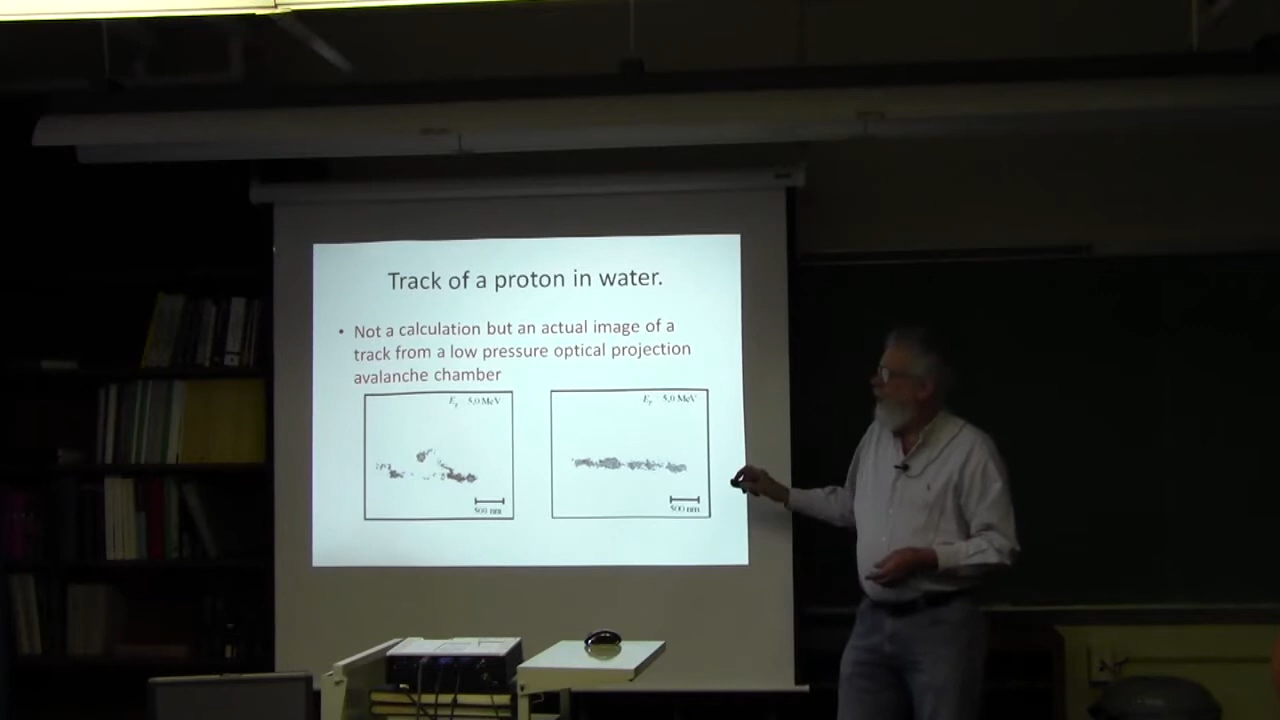 Track of a proton in water.
• Not a calculation but an actual image of a
track from a low pressure optical projection
avalanche chamber
5.0 MeV
5.0 MeV
500 nm
500 nm